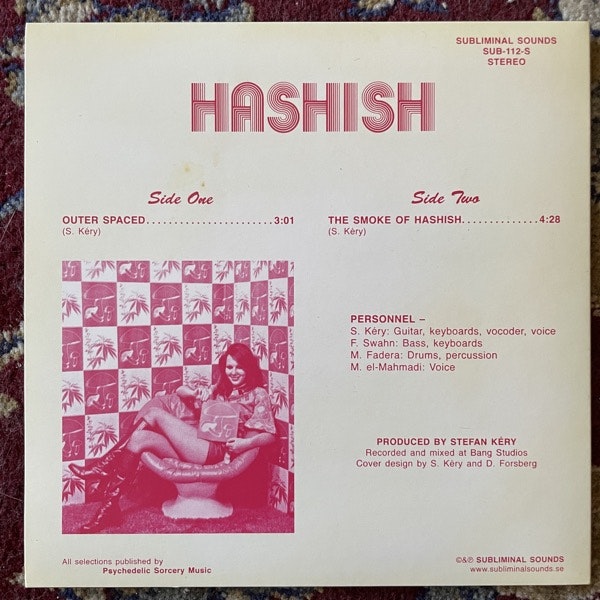 SUBLIMINAL SOUNDS
SUB-112-S
STEREO
HASHISH
Side One
OUTER SPACED.......................3:01
(S. Kéry)
Side Two
THE SMOKE OF HASHISH..............4:28
(S. Kéry)
PERSONNEL –
S. Kéry: Guitar, keyboards, vocoder, voice
F. Swahn: Bass, keyboards
M. Fadera: Drums, percussion
M. el-Mahmadi: Voice
PRODUCED BY STEFAN KÉRY
Recorded and mixed at Bang Studios
Cover design by S. Kéry and D. Forsberg
All selections published by
Psychedelic Sorcery Music
©&℗ SUBLIMINAL SOUNDS
www.subliminalsounds.se